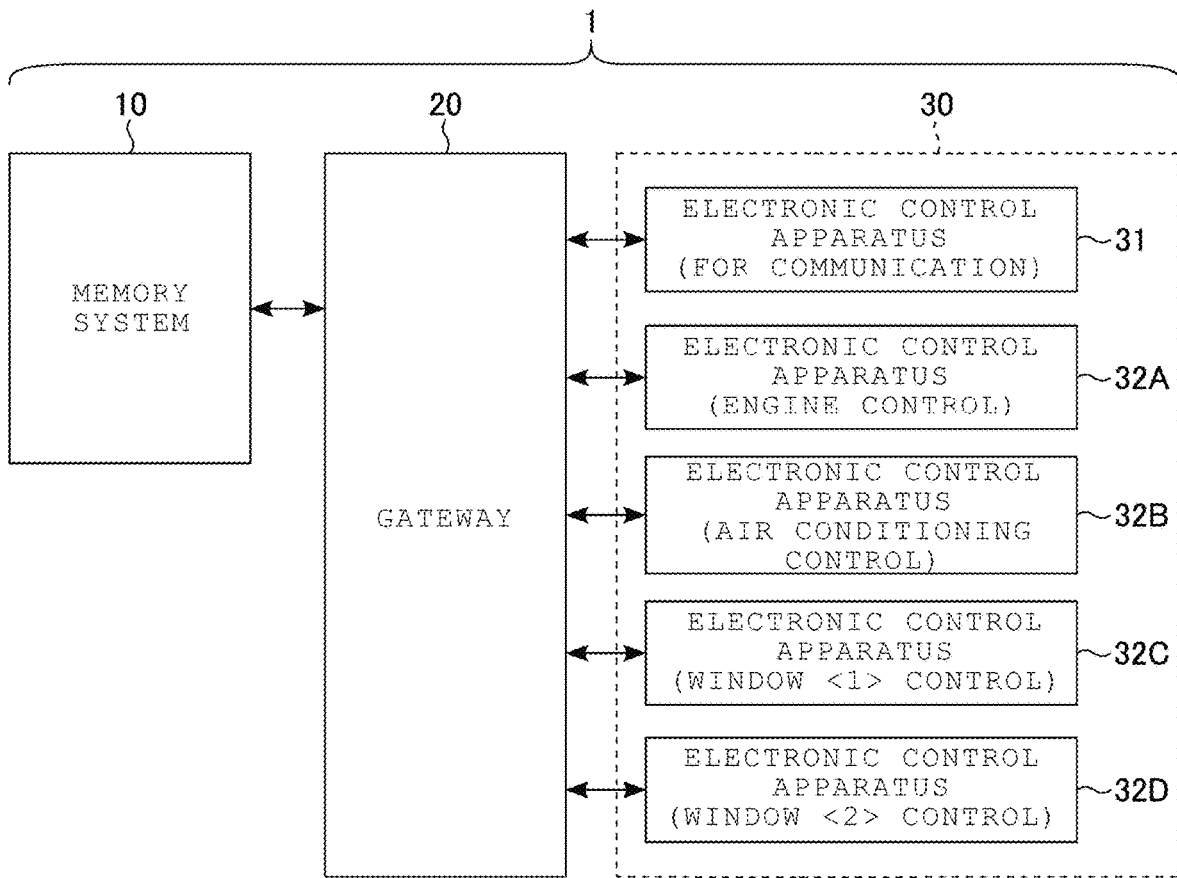 1
10
20
30
MEMORY
SYSTEM
GATEWAY
ELECTRONIC CONTROL
APPARATUS
(FOR COMMUNICATION)
31
ELECTRONIC CONTROL
APPARATUS
(ENGINE CONTROL)
32A
ELECTRONIC CONTROL
APPARATUS
(AIR CONDITIONING
CONTROL)
32B
ELECTRONIC CONTROL
APPARATUS
(WINDOW <1> CONTROL)
32C
ELECTRONIC CONTROL
APPARATUS
(WINDOW <2> CONTROL)
32D